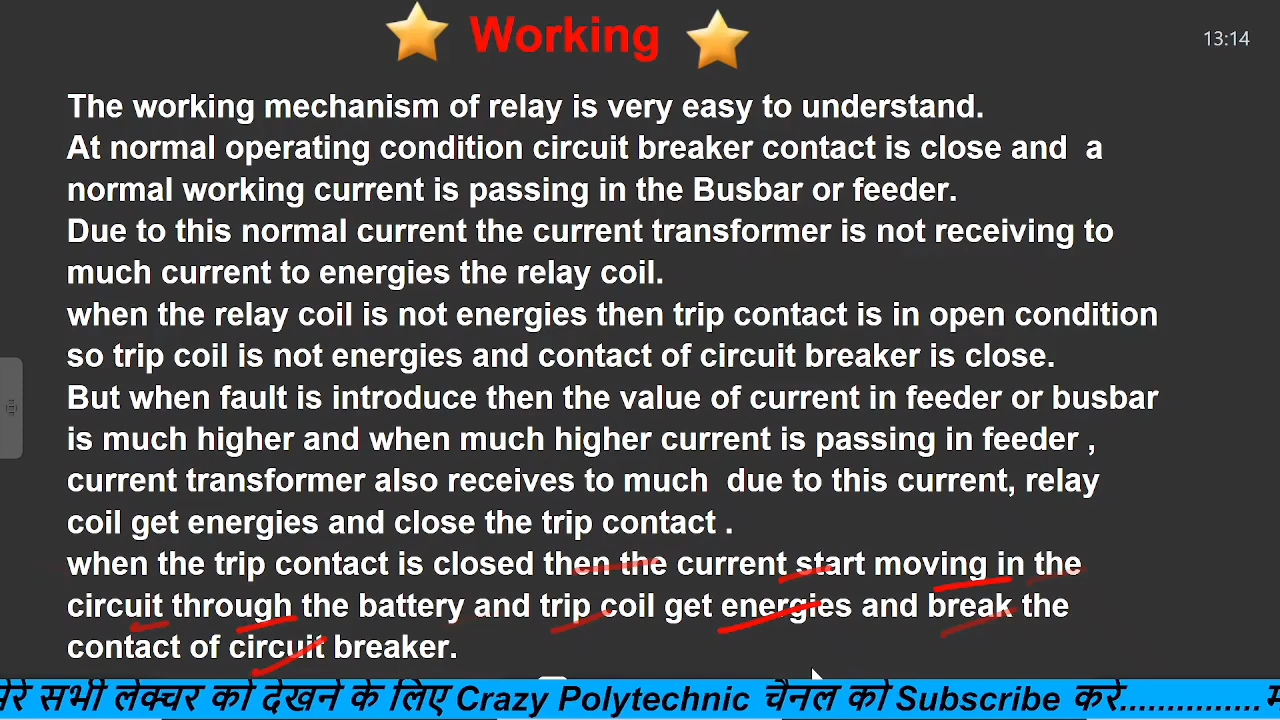 Working
13:14
The working mechanism of relay is very easy to understand.
At normal operating condition circuit breaker contact is close and a
normal working current is passing in the Busbar or feeder.
Due to this normal current the current transformer is not receiving to
much current to energies the relay coil.
when the relay coil is not energies then trip contact is in open condition
so trip coil is not energies and contact of circuit breaker is close.
But when fault is introduce then the value of current in feeder or busbar
is much higher and when much higher current is passing in feeder ,
current transformer also receives to much due to this current, relay
coil get energies and close the trip contact .
when the trip contact is closed then the current start moving in the
circuit through the battery and trip coil get energies and break the
contact of circuit breaker.
सभी लेक्चर को देखने के लिए Crazy Polytechnic चैनल को Subscribe करे...............